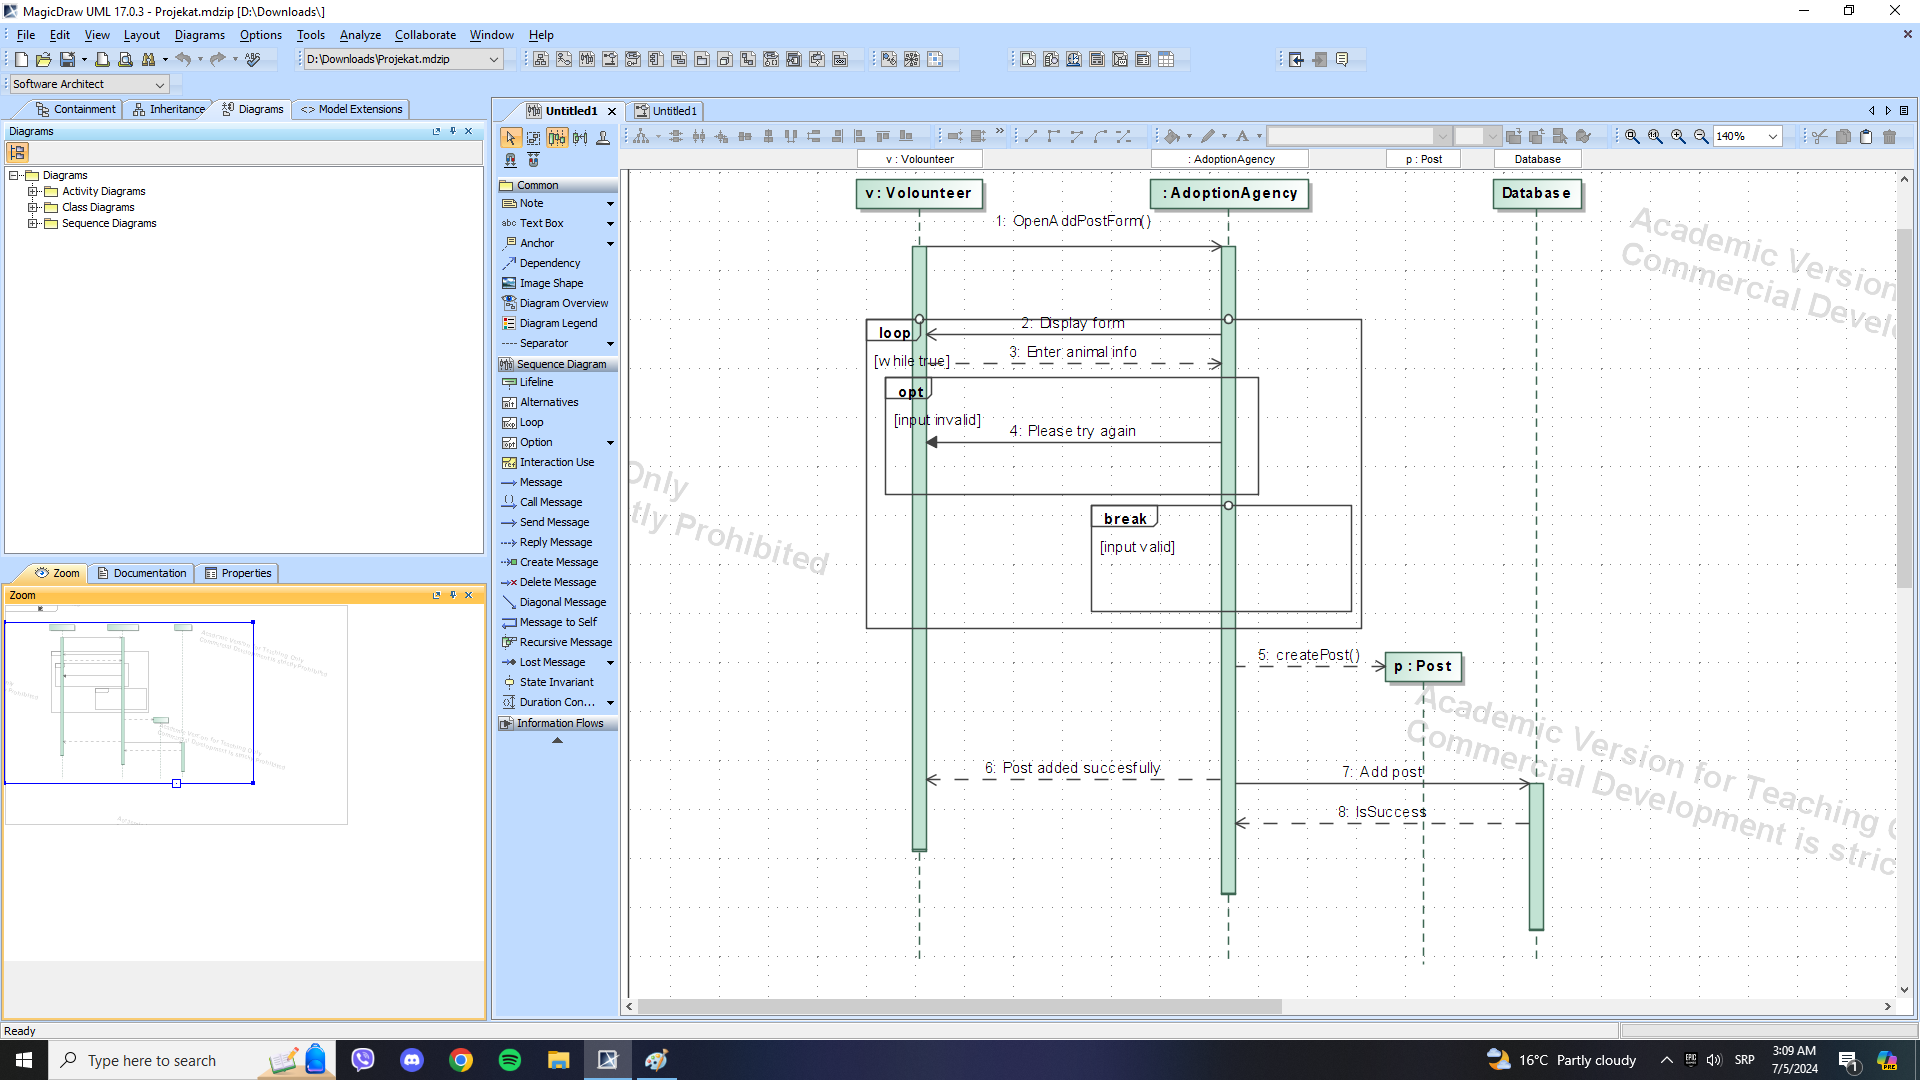 MagicDraw UML 17.0.3 - Projekat.mdzip [D:\Downloads\]
File Edit View Layout Diagrams Options Tools Analyze Collaborate Window Help
D:\Downloads\Projekat.mdzip
Software Architect
Containment Inheritance Diagrams <> Model Extensions
Diagrams
Diagrams
Activity Diagrams
Class Diagrams
Sequence Diagrams
Zoom Documentation Properties
Zoom
Untitled1 Untitled1
140%
Common
Note
abc Text Box
Anchor
Dependency
Image Shape
Diagram Overview
Diagram Legend
Separator
Sequence Diagram
Lifeline
Alternatives
Loop
Option
Interaction Use
Message
Call Message
Send Message
Reply Message
Create Message
Delete Message
Diagonal Message
Message to Self
Recursive Message
Lost Message
State Invariant
Duration Con...
Information Flows
v : Volounteer : AdoptionAgency p : Post Database
v : Volounteer : AdoptionAgency Database
1: OpenAddPostForm()
loop
2: Display form
[while true]
3: Enter animal info
opt
[input invalid]
4: Please try again
break
[input valid]
5: createPost()
p : Post
6: Post added succesfully
7: Add post
8: IsSuccess
Academic Version
Commercial Devel
Only
tly Prohibited
Academic Version for Teaching
Commercial Development is stric
Ready
Type here to search
16°C Partly cloudy
SRP
3:09 AM
7/5/2024
1